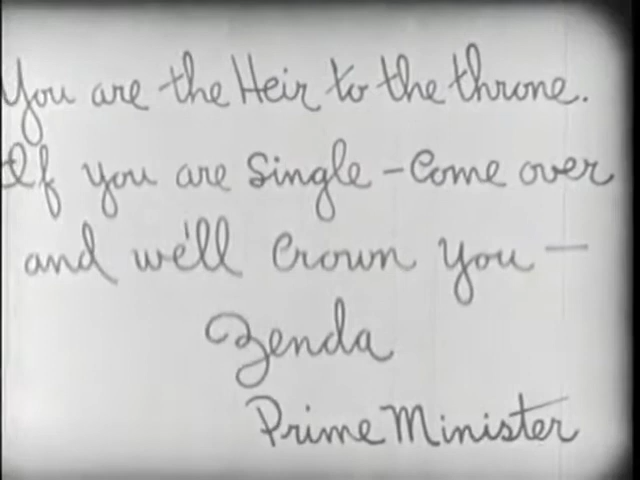 You are the Heir to the throne.
If you are single - Come over
and we'll crown you -
Zenda
Prime Minister